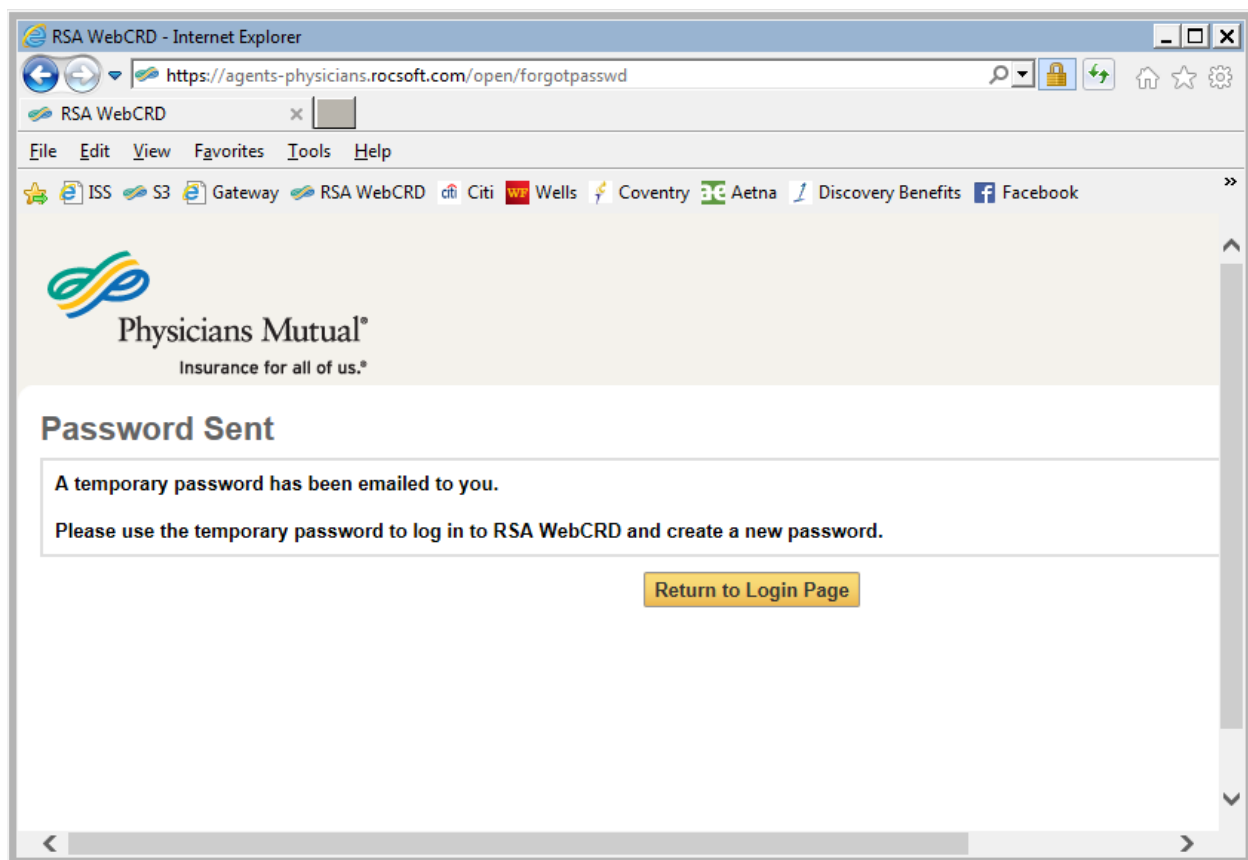 RSA WebCRD - Internet Explorer
https://agents-physicians.rocsoft.com/open/forgotpasswd
RSA WebCRD
File Edit View Favorites Tools Help
ISS S3 Gateway RSA WebCRD citi Citi WF Wells Coventry Aetna Discovery Benefits f Facebook »
Physicians Mutual®
Insurance for all of us.®
Password Sent
A temporary password has been emailed to you.
Please use the temporary password to log in to RSA WebCRD and create a new password.
Return to Login Page